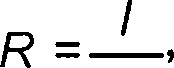 R = l/,